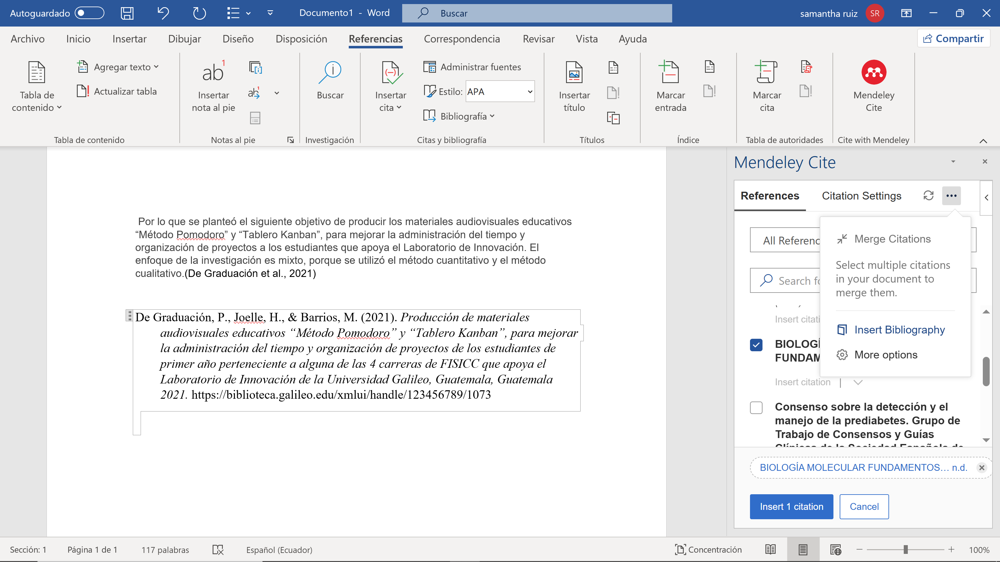 Autoguardado
Documento1 - Word
Buscar
samantha ruiz
SR
Archivo Inicio Insertar Dibujar Diseño Disposición Referencias Correspondencia Revisar Vista Ayuda
Compartir
Tabla de
contenido
Agregar texto
Actualizar tabla
Tabla de contenido
ab1
Insertar
nota al pie
ab1
Notas al pie
Buscar
Investigación
Insertar
cita
Administrar fuentes
Estilo: APA
Bibliografía
Citas y bibliografía
Insertar
título
Títulos
Marcar
entrada
Índice
Marcar
cita
Tabla de autoridades
Mendeley
Cite
Cite with Mendeley
Por lo que se planteó el siguiente objetivo de producir los materiales audiovisuales educativos
“Método Pomodoro” y “Tablero Kanban”, para mejorar la administración del tiempo y
organización de proyectos a los estudiantes que apoya el Laboratorio de Innovación. El
enfoque de la investigación es mixto, porque se utilizó el método cuantitativo y el método
cualitativo.(De Graduación et al., 2021)
De Graduación, P., Joelle, H., & Barrios, M. (2021). Producción de materiales
audiovisuales educativos “Método Pomodoro” y “Tablero Kanban”, para mejorar
la administración del tiempo y organización de proyectos de los estudiantes de
primer año perteneciente a alguna de las 4 carreras de FISICC que apoya el
Laboratorio de Innovación de la Universidad Galileo, Guatemala, Guatemala
2021. https://biblioteca.galileo.edu/xmlui/handle/123456789/1073
Mendeley Cite
References Citation Settings
All Referenc
Search fo
Merge Citations
Select multiple citations
in your document to
merge them.
Insert Bibliography
More options
Insert citati
BIOLOGÍ
FUNDAM
Insert citation
Consenso sobre la detección y el
manejo de la prediabetes. Grupo de
Trabajo de Consensos y Guías
Clínicas de la Sociedad Española de
BIOLOGÍA MOLECULAR FUNDAMENTOS… n.d.
Insert 1 citation Cancel
Sección: 1 Página 1 de 1 117 palabras Español (Ecuador) Concentración 100%